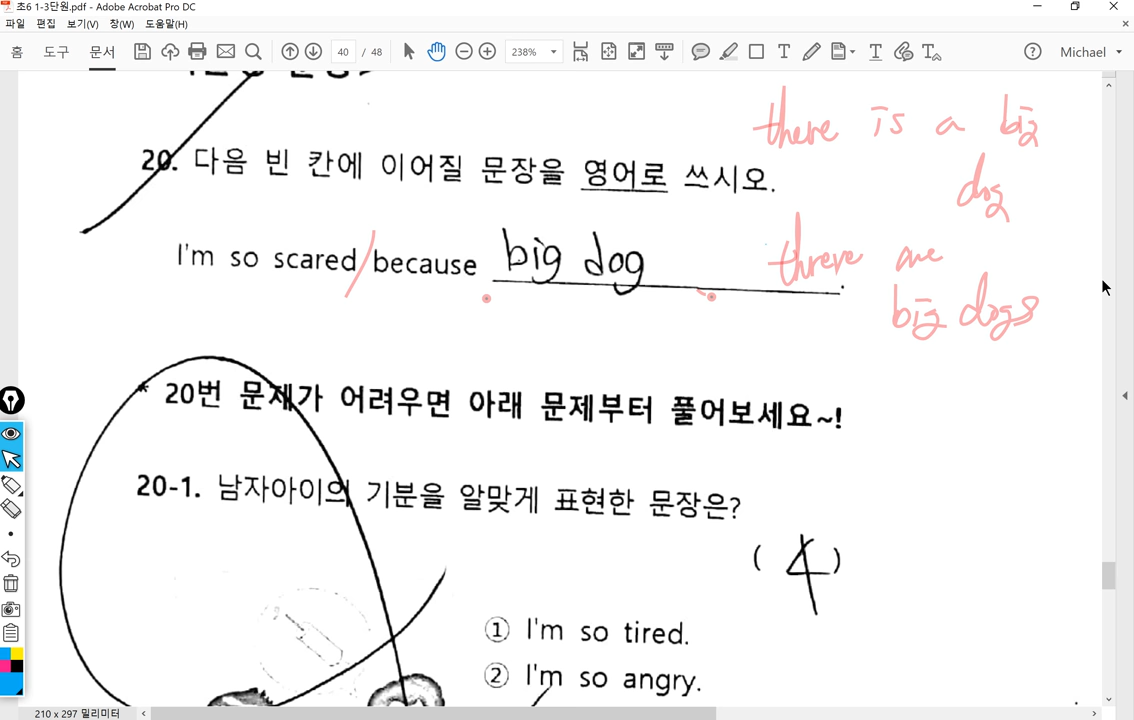 초6 1-3단원.pdf - Adobe Acrobat Pro DC
파일 편집 보기(V) 창(W) 도움말(H)
홈 도구 문서 40 / 48 238% Michael
there is a big
dog
20. 다음 빈 칸에 이어질 문장을 영어로 쓰시오.
I'm so scared/because big dog.
threre are
big dogs
* 20번 문제가 어려우면 아래 문제부터 풀어보세요~!
20-1. 남자아이의 기분을 알맞게 표현한 문장은?
( 4 )
① I'm so tired.
② I'm so angry.
210 x 297 밀리미터